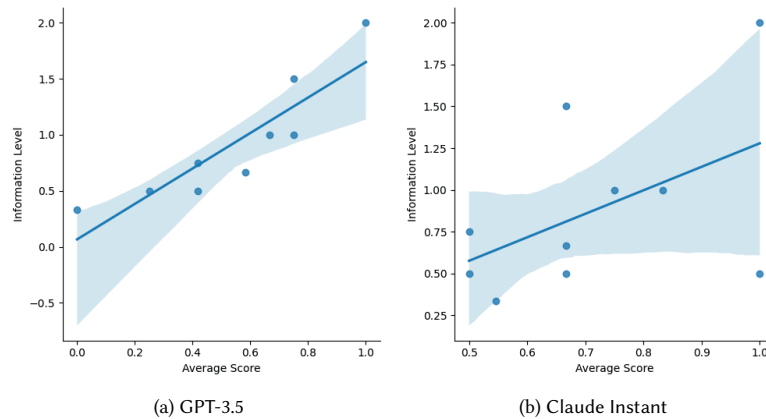 2.0
1.5
1.0
0.5
0.0
−0.5
Information Level
0.0 0.2 0.4 0.6 0.8 1.0
Average Score
(a) GPT-3.5
2.00
1.75
1.50
1.25
1.00
0.75
0.50
0.25
Information Level
0.5 0.6 0.7 0.8 0.9 1.0
Average Score
(b) Claude Instant